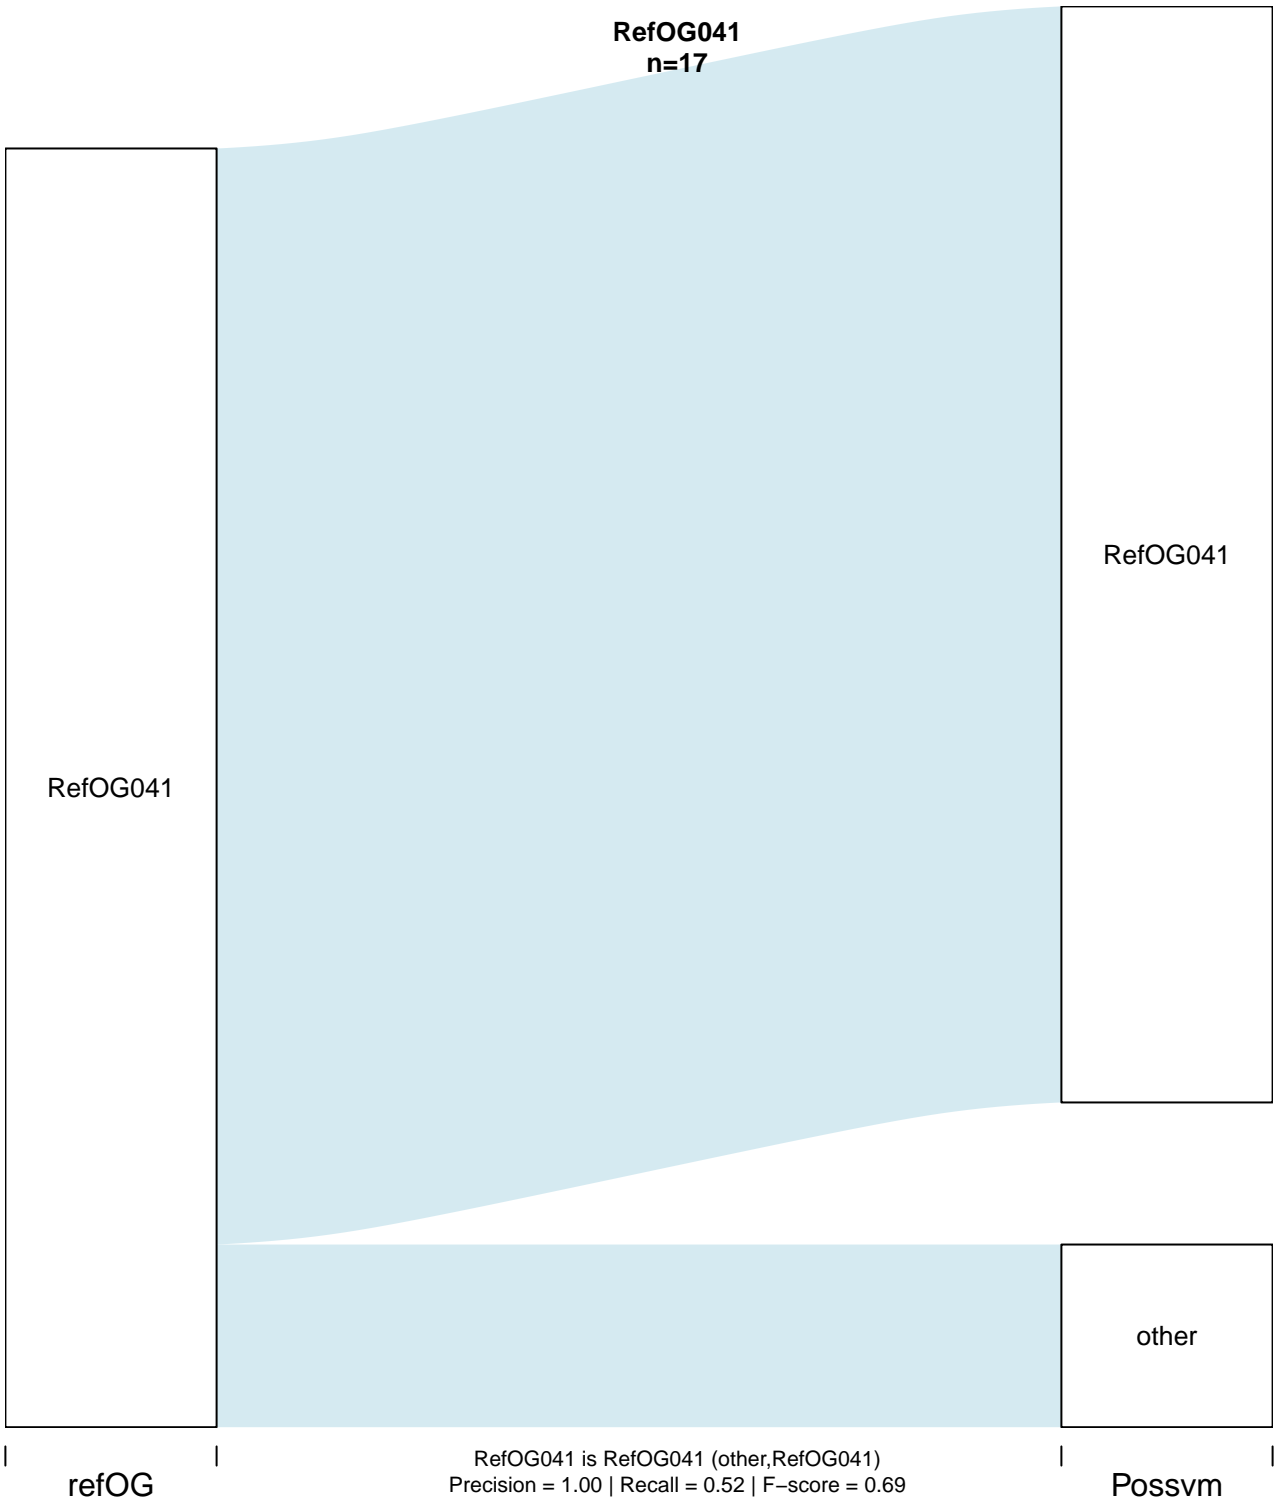 RefOG041
n=17
RefOG041
RefOG041
other
RefOG041 is RefOG041 (other,RefOG041)
Precision = 1.00 | Recall = 0.52 | F−score = 0.69
refOG
Possvm